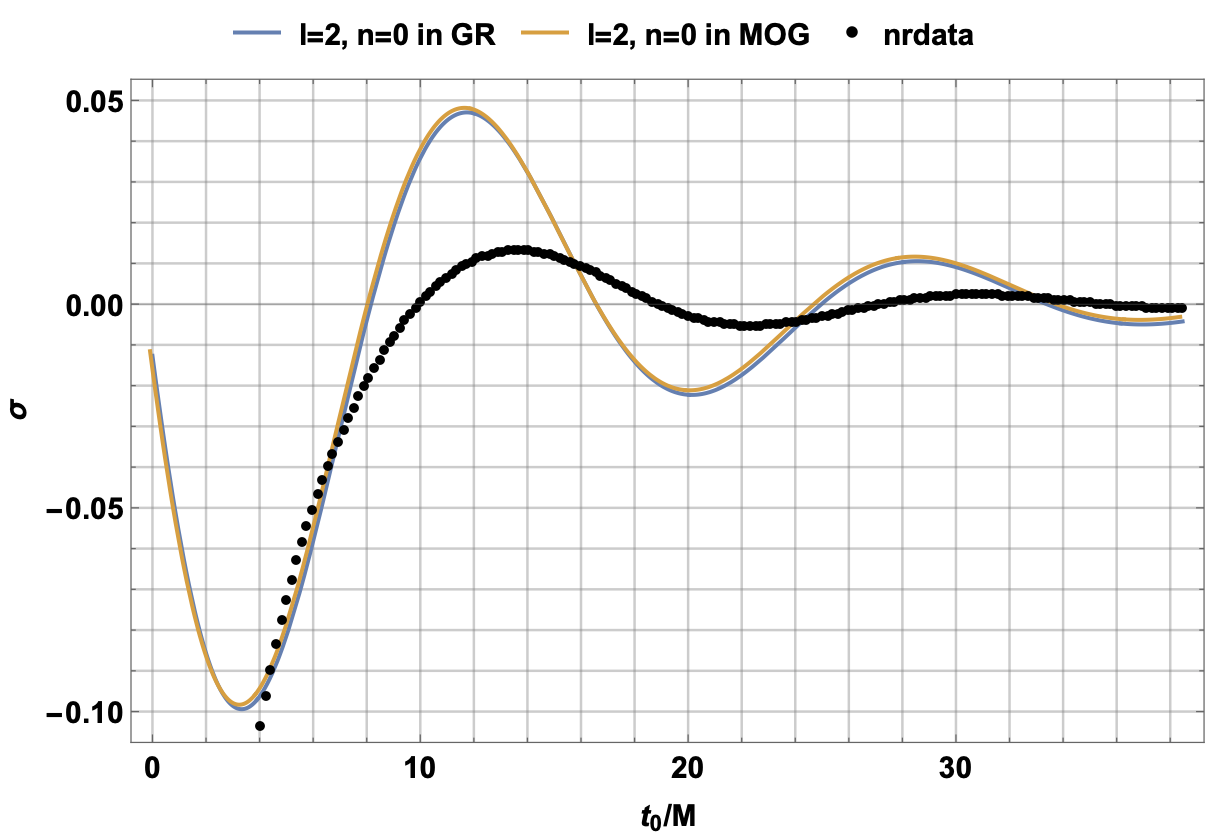 l=2, n=0 in GR l=2, n=0 in MOG nrdata
0.05
0.00
−0.05
−0.10
σ
0 10 20 30
t₀/M